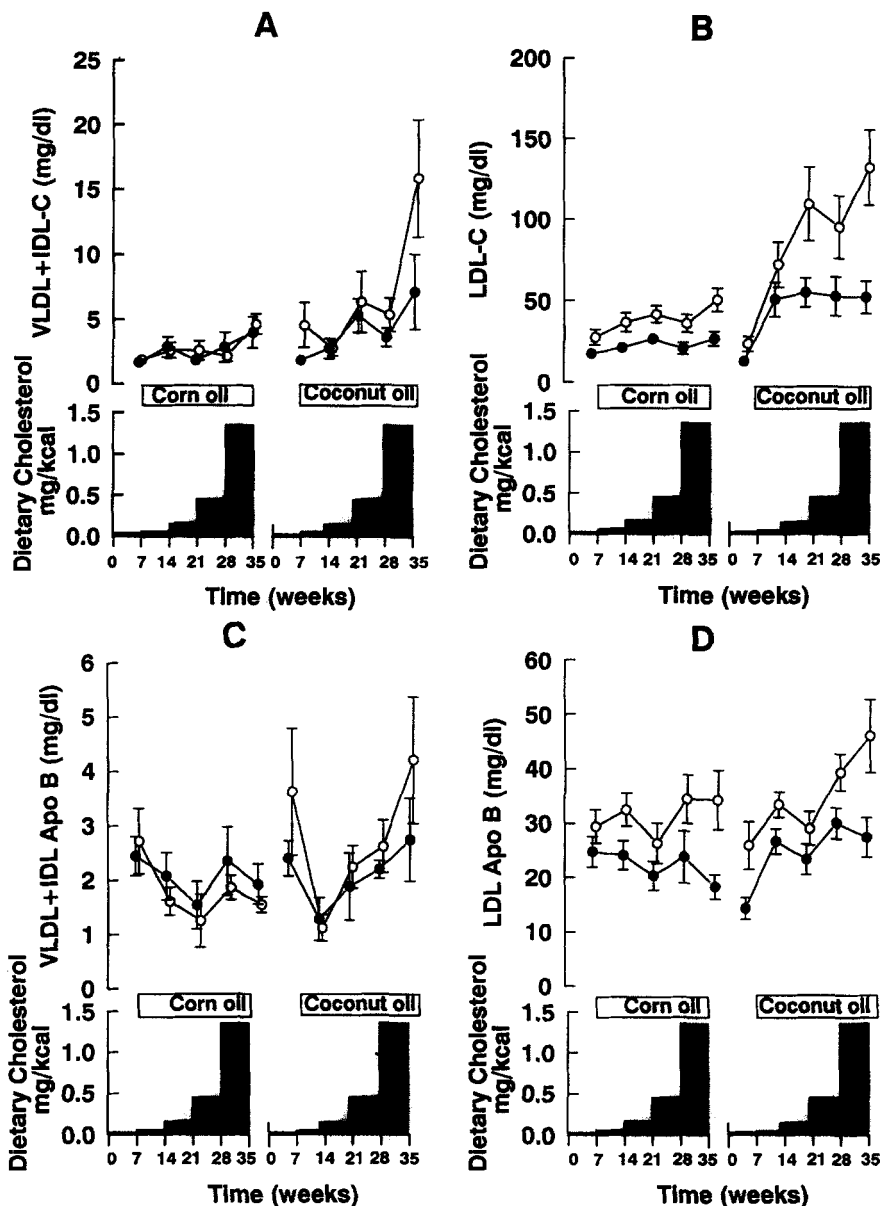 A
VLDL+IDL-C (mg/dl)
25
20
15
10
5
0
Corn oil
Coconut oil
Dietary Cholesterol
mg/kcal
1.5
1.0
0.5
0.0
0 7 14 21 28 35 0 7 14 21 28 35
Time (weeks)
B
LDL-C (mg/dl)
200
150
100
50
0
Corn oil
Coconut oil
Dietary Cholesterol
mg/kcal
1.5
1.0
0.5
0.0
0 7 14 21 28 35 0 7 14 21 28 35
Time (weeks)
C
VLDL+IDL Apo B (mg/dl)
6
5
4
3
2
1
0
Corn oil
Coconut oil
Dietary Cholesterol
mg/kcal
1.5
1.0
0.5
0.0
0 7 14 21 28 35 0 7 14 21 28 35
Time (weeks)
D
LDL Apo B (mg/dl)
60
50
40
30
20
10
0
Corn oil
Coconut oil
Dietary Cholesterol
mg/kcal
1.5
1.0
0.5
0.0
0 7 14 21 28 35 0 7 14 21 28 35
Time (weeks)